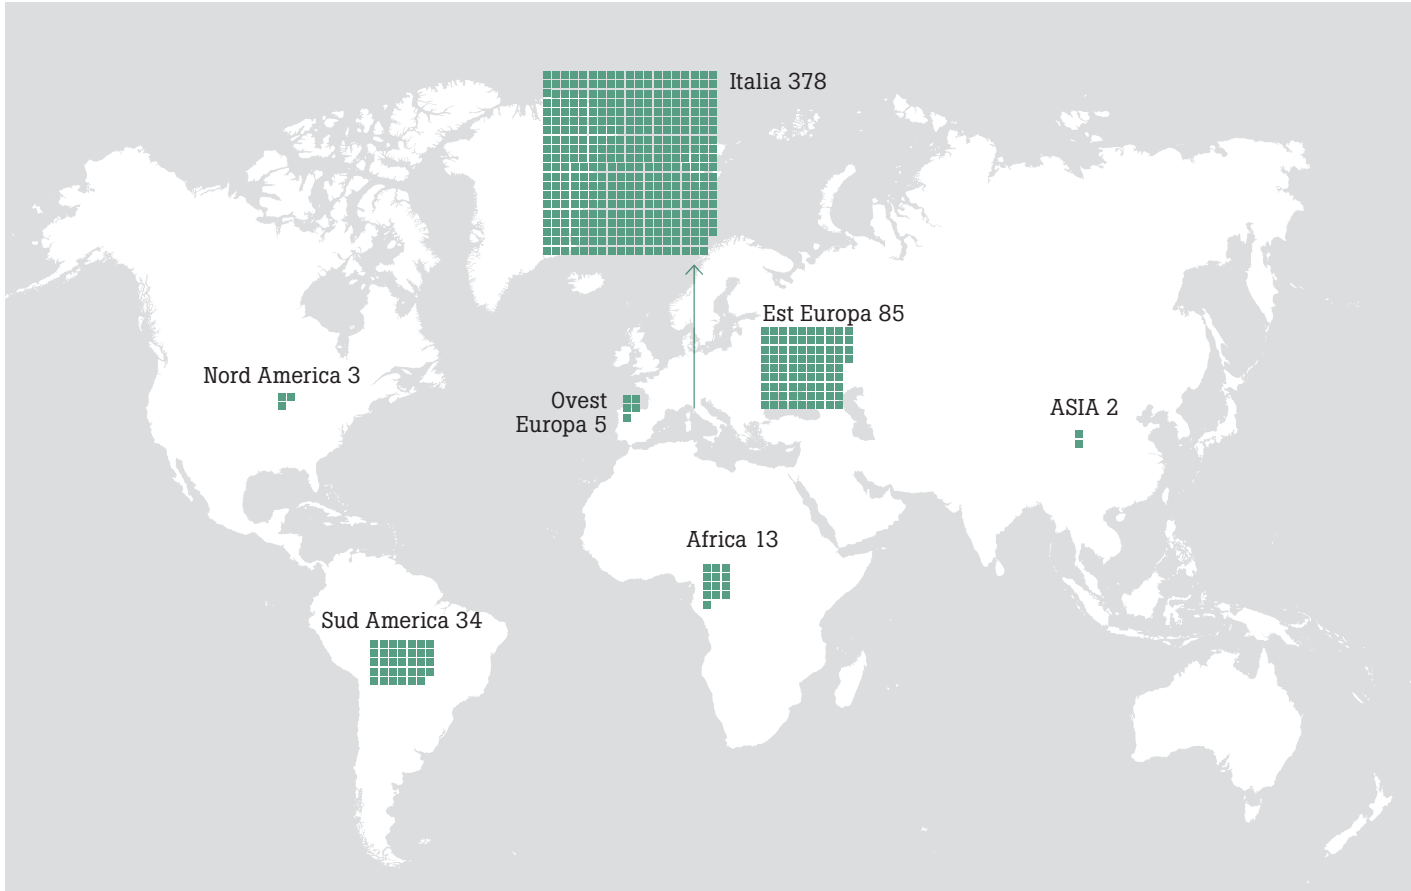 Italia 378
Est Europa 85
Nord America 3
Ovest
Europa 5
ASIA 2
Africa 13
Sud America 34